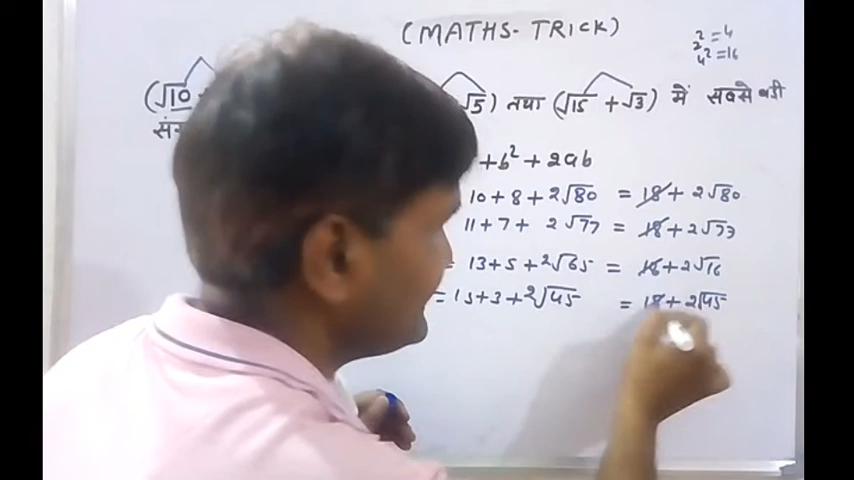 (MATHS- TRICK)
2² = 4
4² = 16
(√10 √5) तथा (√15 + √3) में सबसे बड़ी
+ b² + 2ab
10 + 8 + 2√80 = 18 + 2√80
11 + 7 + 2√77 = 18 + 2√77
= 13 + 5 + 2√65 = 18 + 2√16
= 15 + 3 + 2√45 = 18 + 2√45